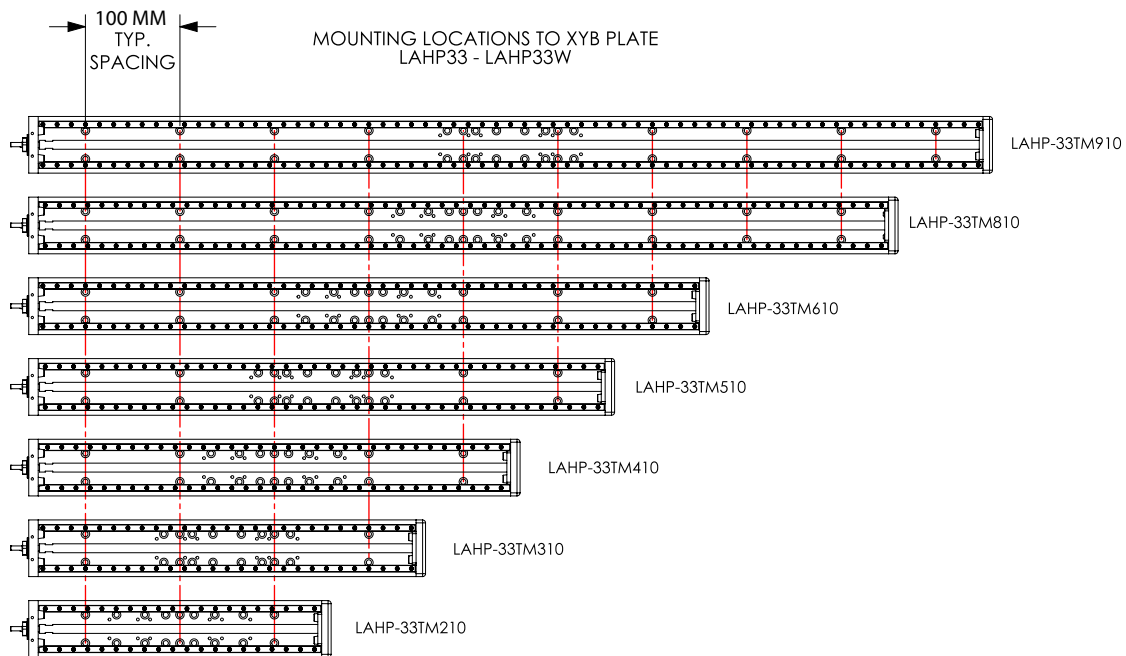 100 MM
TYP.
SPACING
MOUNTING LOCATIONS TO XYB PLATE
LAHP33 - LAHP33W
LAHP-33TM910
LAHP-33TM810
LAHP-33TM610
LAHP-33TM510
LAHP-33TM410
LAHP-33TM310
LAHP-33TM210